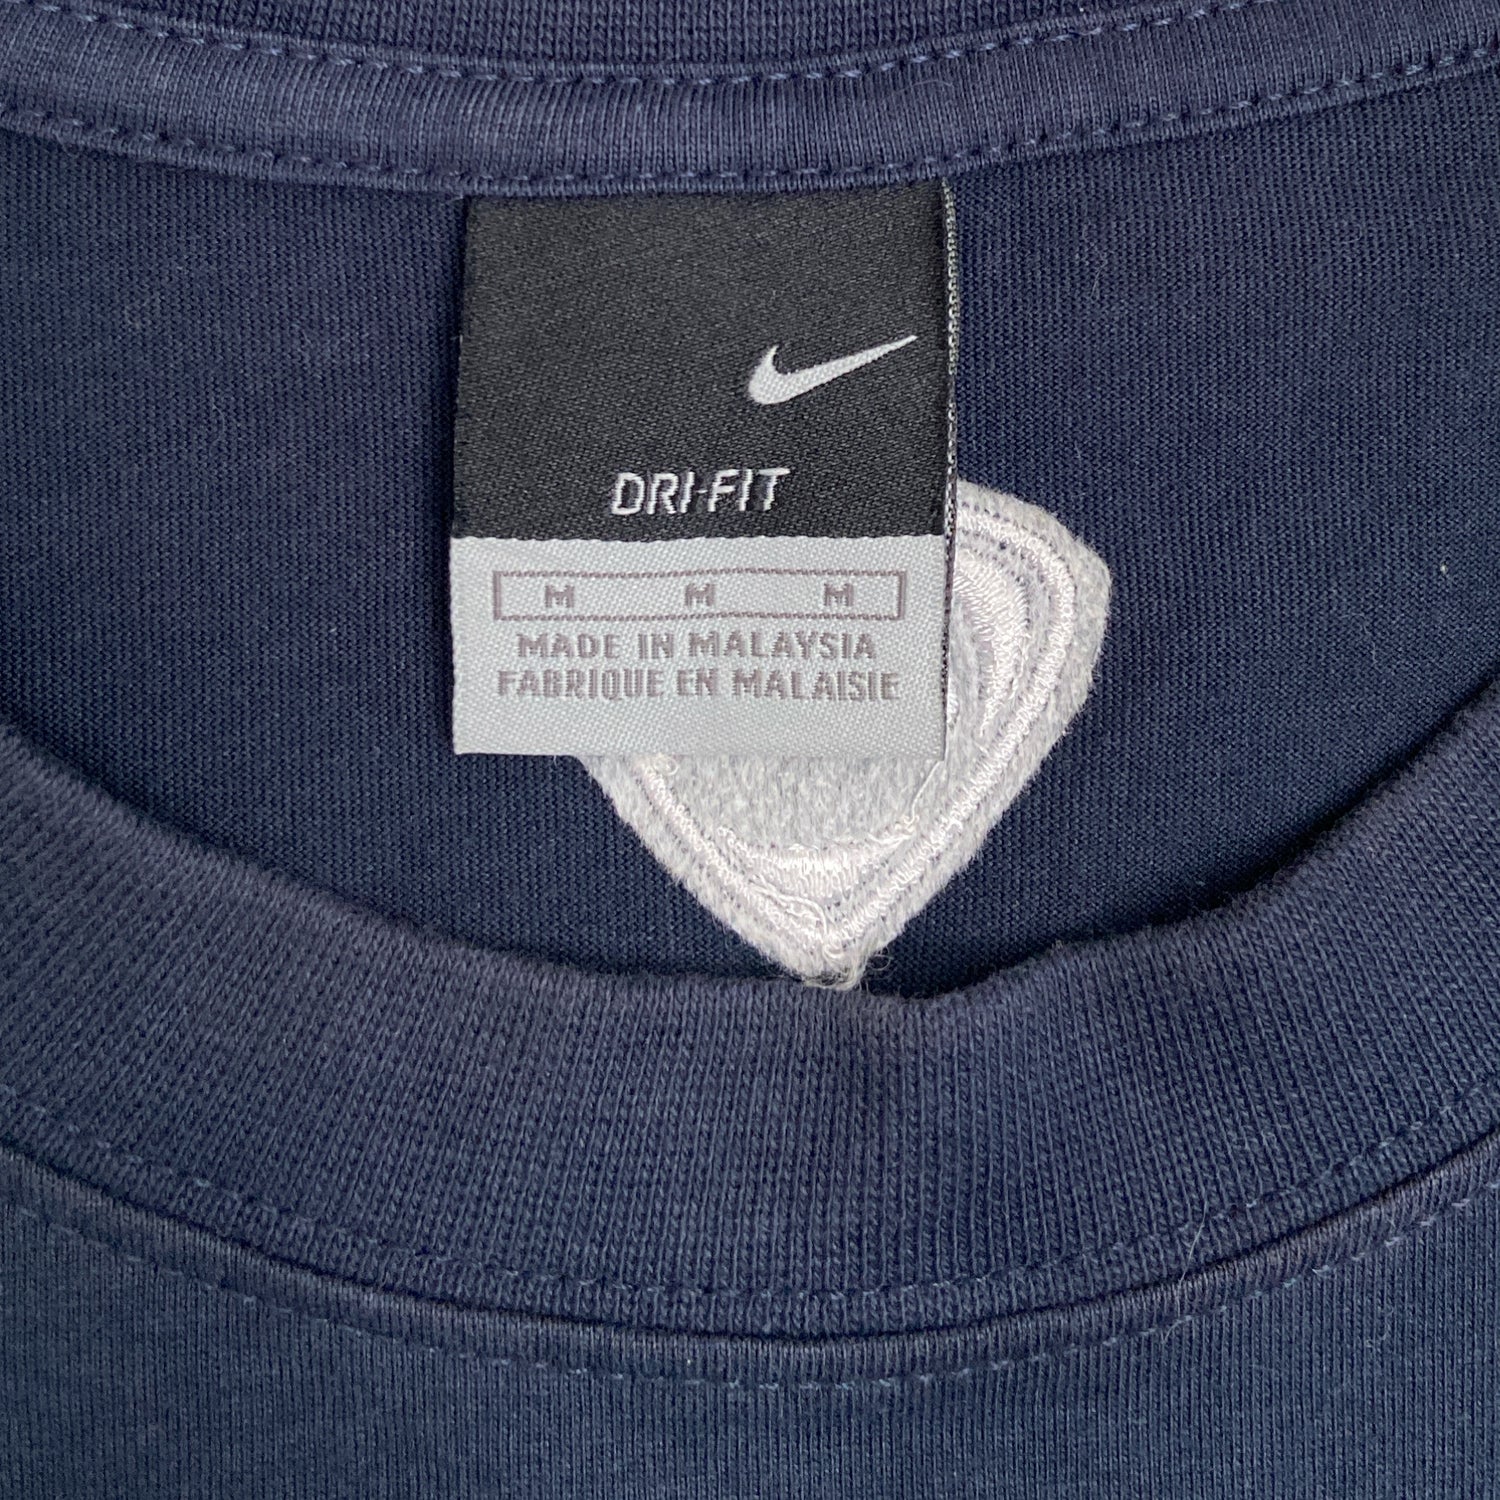 DRI-FIT
M M M
MADE IN MALAYSIA
FABRIQUE EN MALAISIE